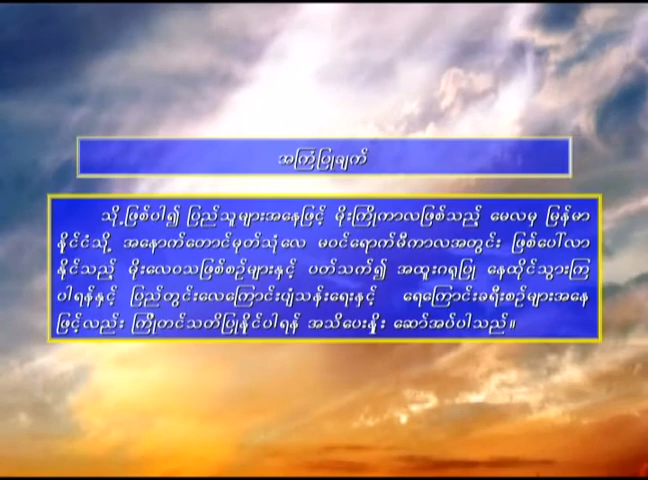 အကြံပြုချက်
သို့ဖြစ်ပါ၍ ပြည်သူများအနေဖြင့် မိုးကြိုကာလဖြစ်သည့် မေလမှ မြန်မာ
နိုင်ငံသို့ အနောက်တောင်မုတ်သုံလေ မဝင်ရောက်မီကာလအတွင်း ဖြစ်ပေါ်လာ
နိုင်သည့် မိုးလေဝသဖြစ်စဉ်များနှင့် ပတ်သက်၍ အထူးဂရုပြု နေထိုင်သွားကြ
ပါရန်နှင့် ပြည်တွင်းလေကြောင်းပျံသန်းရေးနှင့် ရေကြောင်းခရီးစဉ်များအနေ
ဖြင့်လည်း ကြိုတင်သတိပြုနိုင်ပါရန် အသိပေးနှိုး ဆော်အပ်ပါသည်။